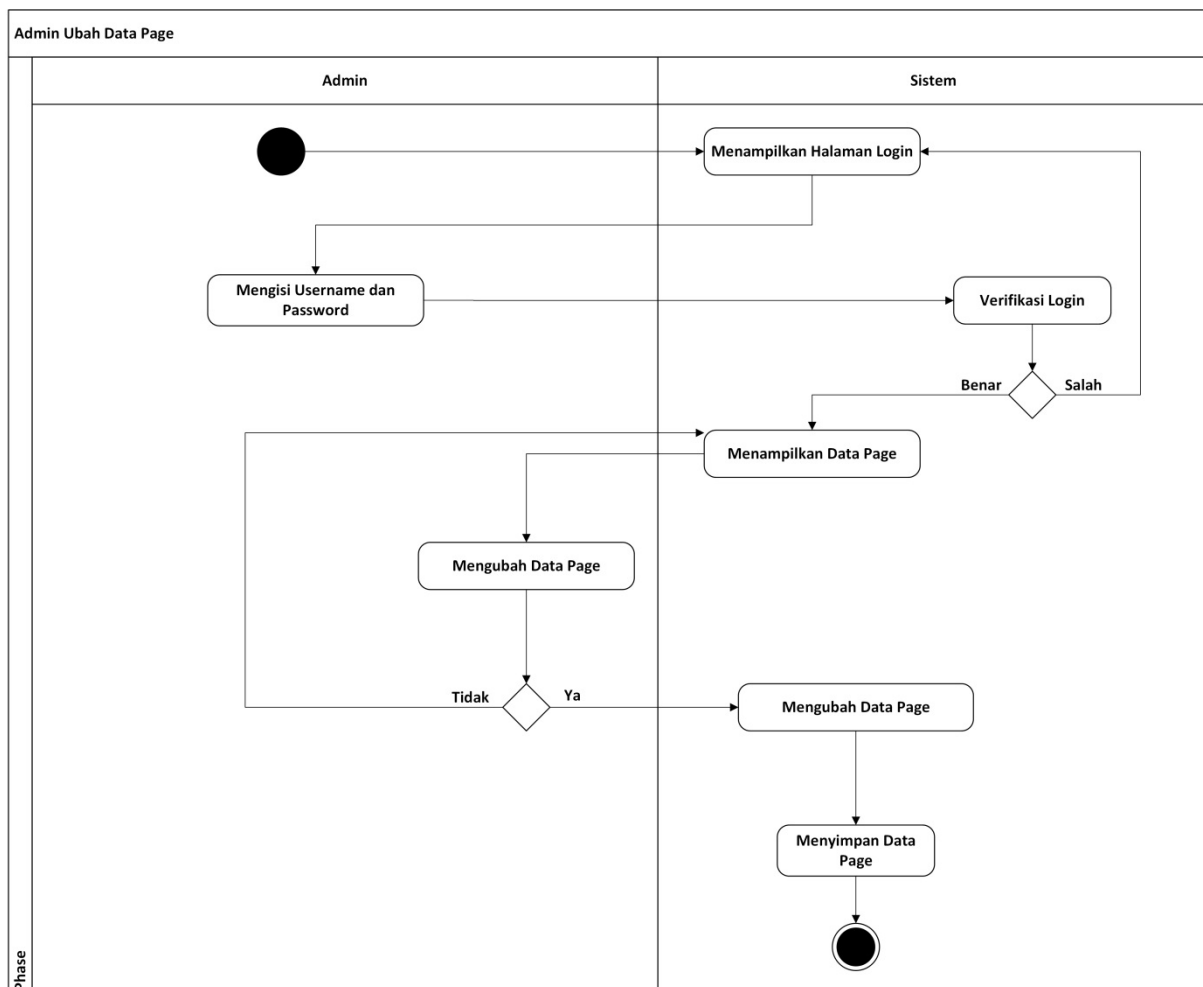 Admin Ubah Data Page
Admin
Sistem
Menampilkan Halaman Login
Mengisi Username dan
Password
Verifikasi Login
Benar
Salah
Menampilkan Data Page
Mengubah Data Page
Tidak
Ya
Mengubah Data Page
Menyimpan Data
Page
Phase